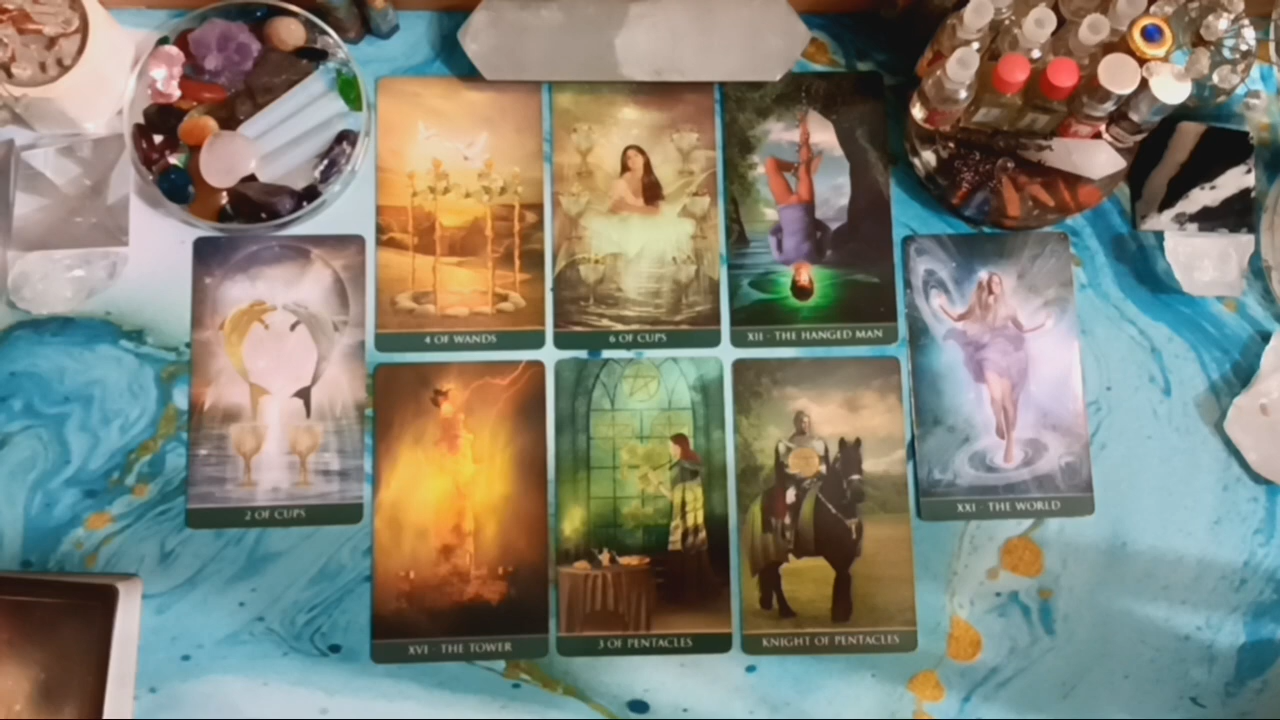 4 OF WANDS
6 OF CUPS
XII - THE HANGED MAN
2 OF CUPS
XXI - THE WORLD
XVI - THE TOWER
3 OF PENTACLES
KNIGHT OF PENTACLES